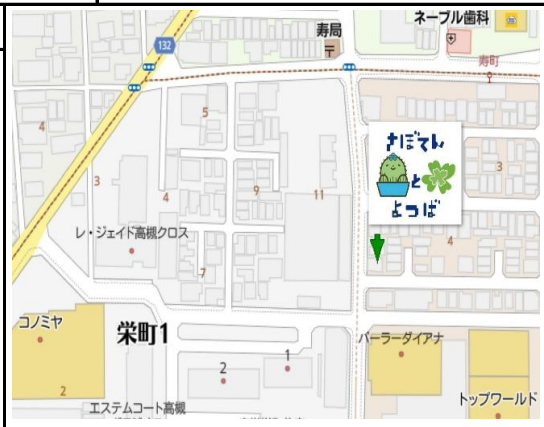 ネーブル歯科
寿局
132
寿町
5
4
さぼてん
と
よつば
3
3
4
9
11
レ・ジェイド高槻クロス
4
7
コノミヤ
栄町1
パーラーダイアナ
2
1
2
トップワールド
エステムコート高槻